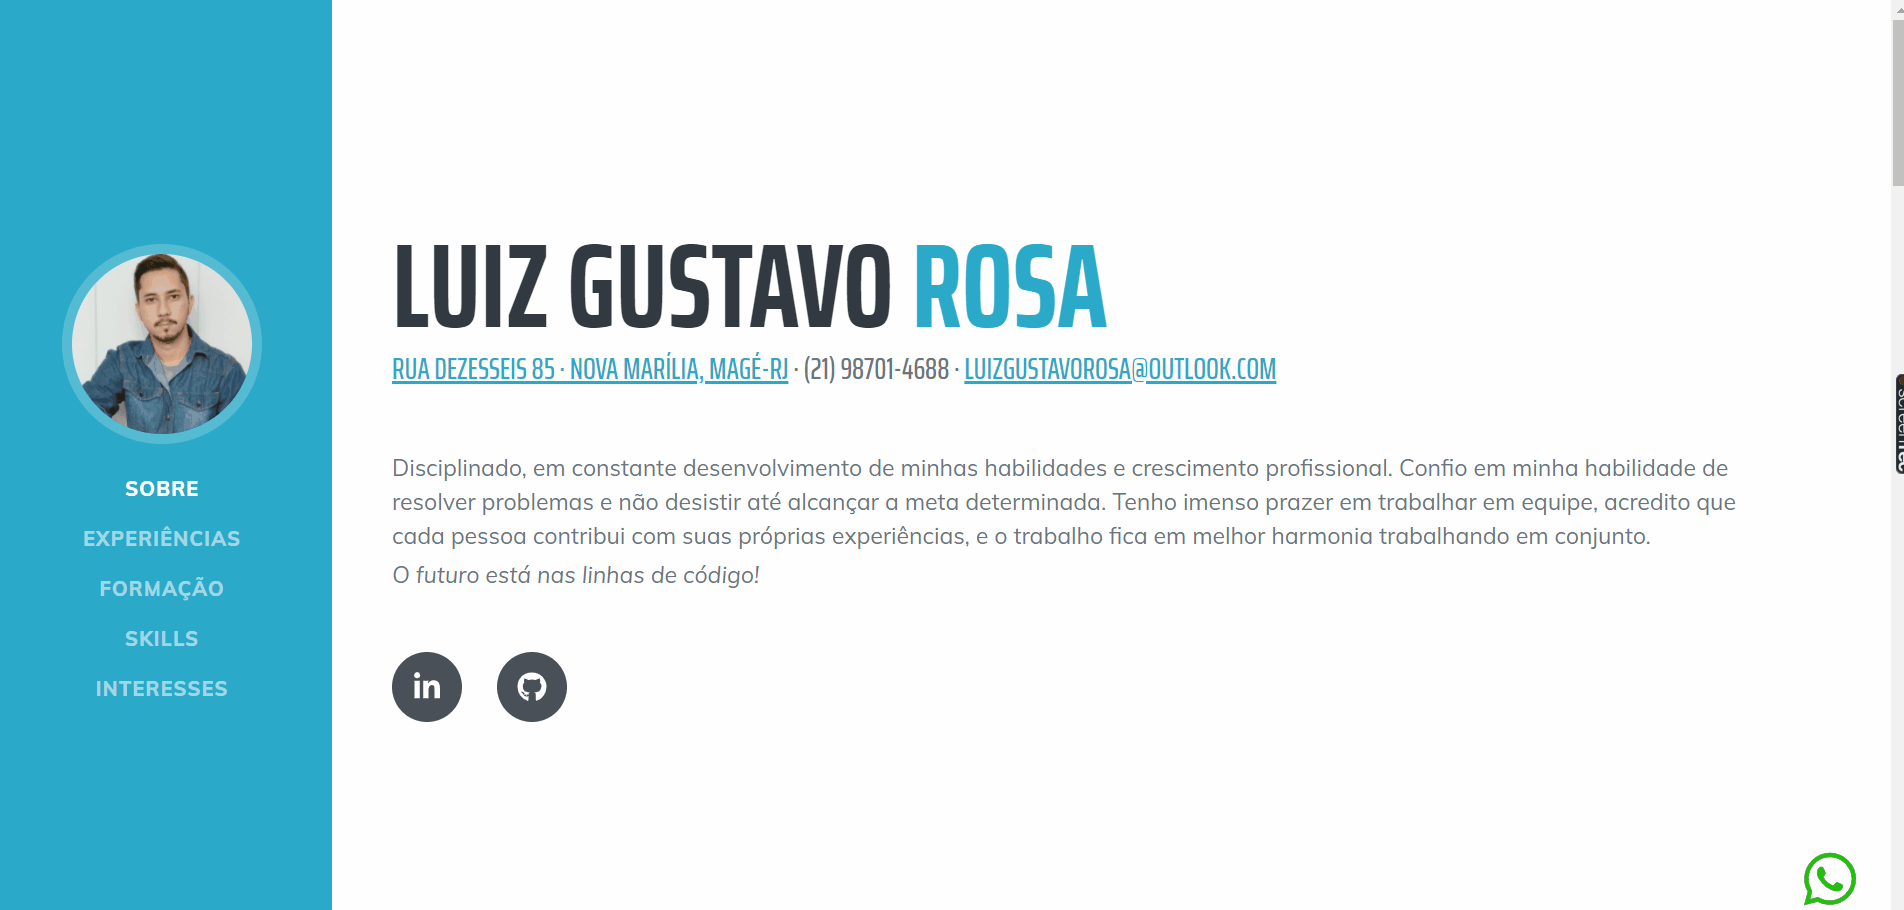 LUIZ GUSTAVO ROSA
RUA DEZESSEIS 85 · NOVA MARÍLIA, MAGÉ-RJ · (21) 98701-4688 · LUIZGUSTAVOROSA@OUTLOOK.COM
Disciplinado, em constante desenvolvimento de minhas habilidades e crescimento profissional. Confio em minha habilidade de
resolver problemas e não desistir até alcançar a meta determinada. Tenho imenso prazer em trabalhar em equipe, acredito que
cada pessoa contribui com suas próprias experiências, e o trabalho fica em melhor harmonia trabalhando em conjunto.
O futuro está nas linhas de código!
in
SOBRE
EXPERIÊNCIAS
FORMAÇÃO
SKILLS
INTERESSES